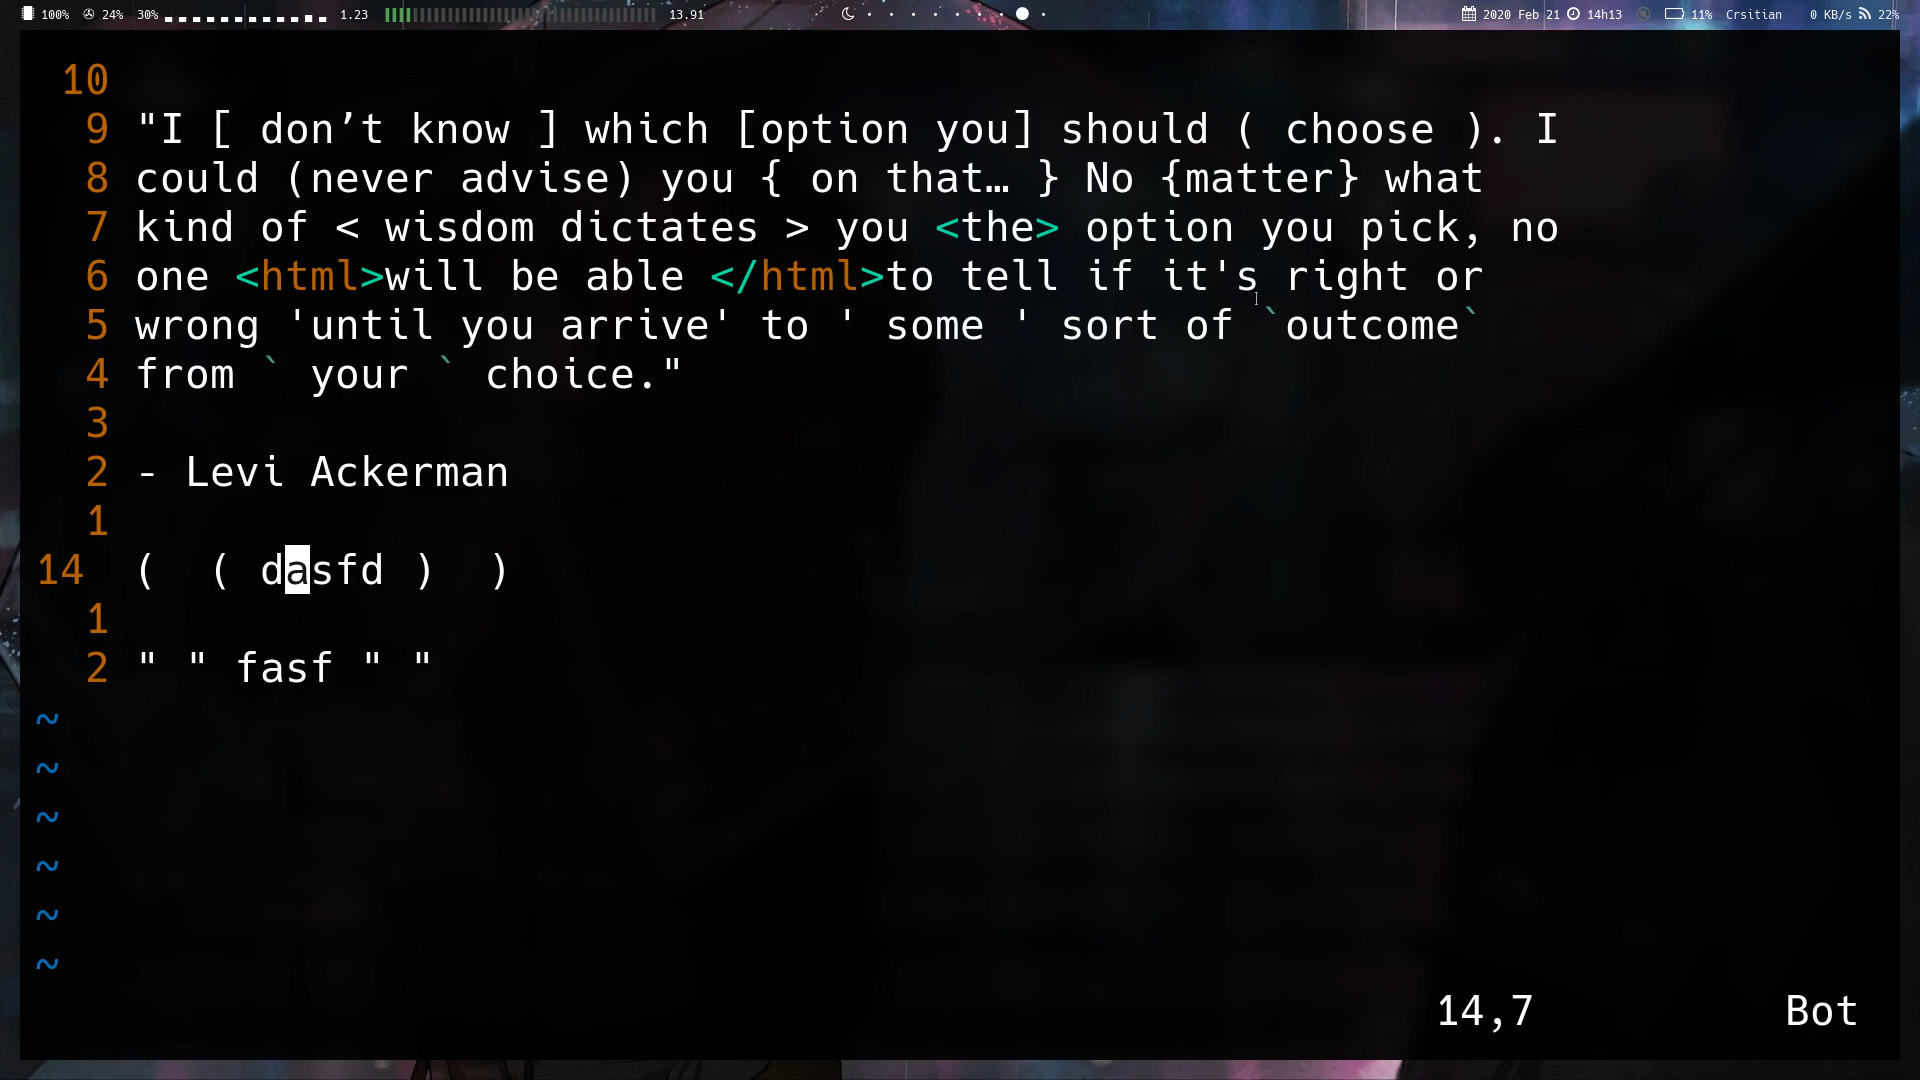 100% 24% 30% 1.23 13.91 2020 Feb 21 14h13 11% Crsitian 0 KB/s 22%
10
9 "I [ don’t know ] which [option you] should ( choose ). I
8 could (never advise) you { on that… } No {matter} what
7 kind of < wisdom dictates > you <the> option you pick, no
6 one <html>will be able </html>to tell if it's right or
5 wrong 'until you arrive' to ' some ' sort of `outcome`
4 from ` your ` choice."
3
2 - Levi Ackerman
1
14 (  ( dasfd )  )
1
2 " " fasf " "
~
~
~
~
~
~
14,7 Bot